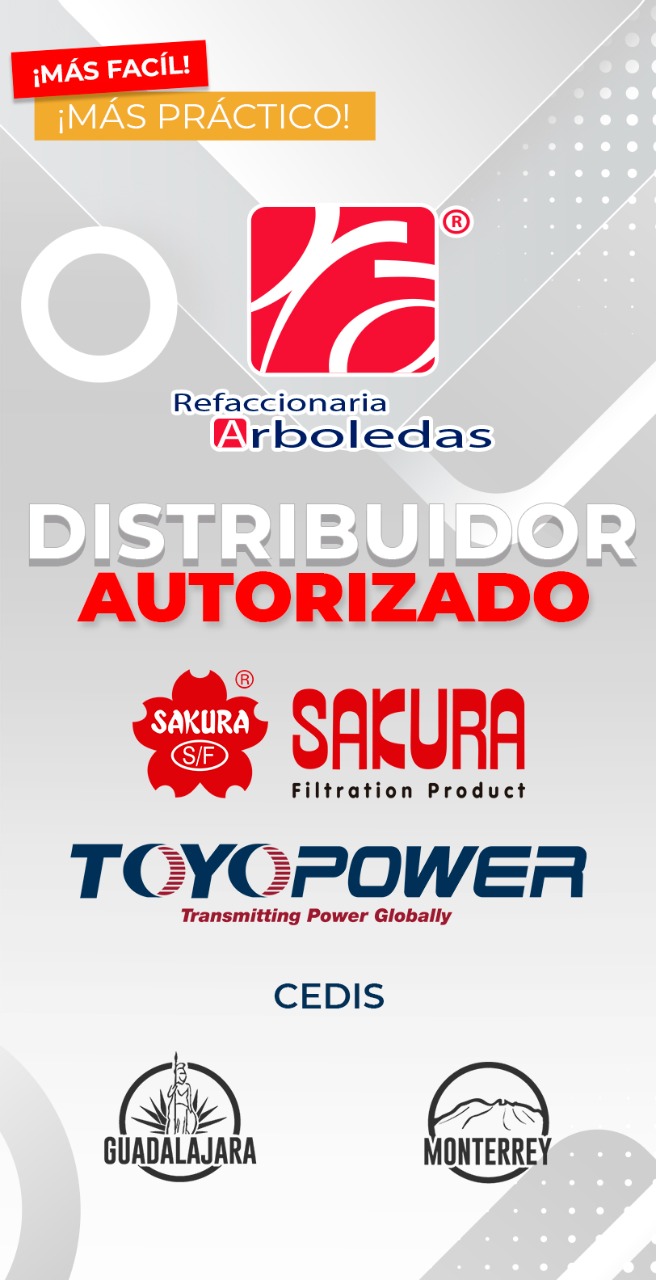 ¡MÁS FACÍL!
¡MÁS PRÁCTICO!
®
Refaccionaria
Arboledas
DISTRIBUIDOR
AUTORIZADO
®
SAKURA
S/F
SAKURA
Filtration Product
TOYOPOWER
Transmitting Power Globally
CEDIS
GUADALAJARA
MONTERREY